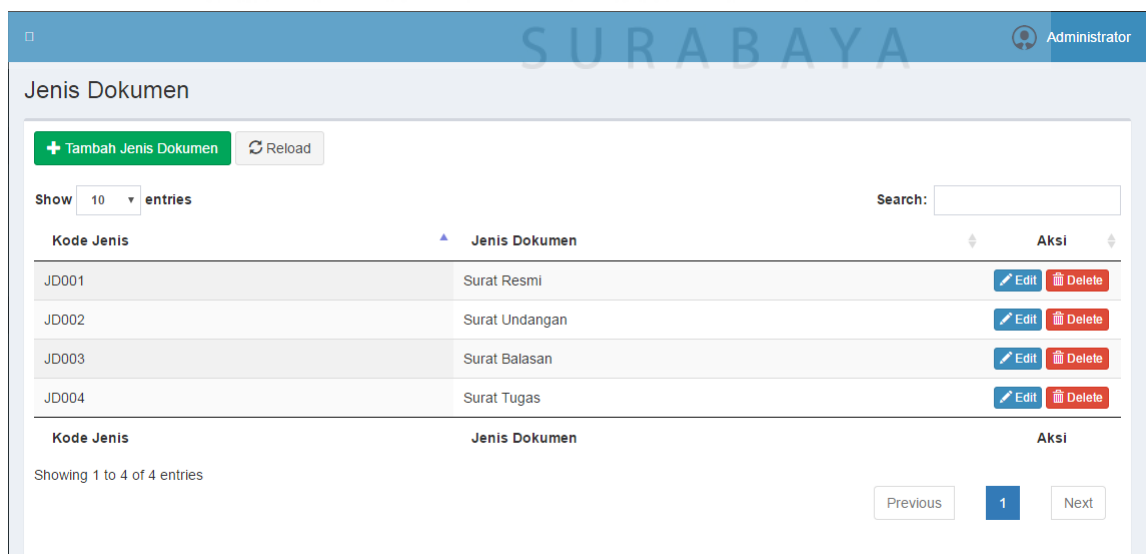 SURABAYA
Administrator
Jenis Dokumen
Tambah Jenis Dokumen Reload
Show 10 entries Search:
Kode Jenis Jenis Dokumen Aksi
JD001 Surat Resmi Edit Delete
JD002 Surat Undangan Edit Delete
JD003 Surat Balasan Edit Delete
JD004 Surat Tugas Edit Delete
Kode Jenis Jenis Dokumen Aksi
Showing 1 to 4 of 4 entries
Previous 1 Next